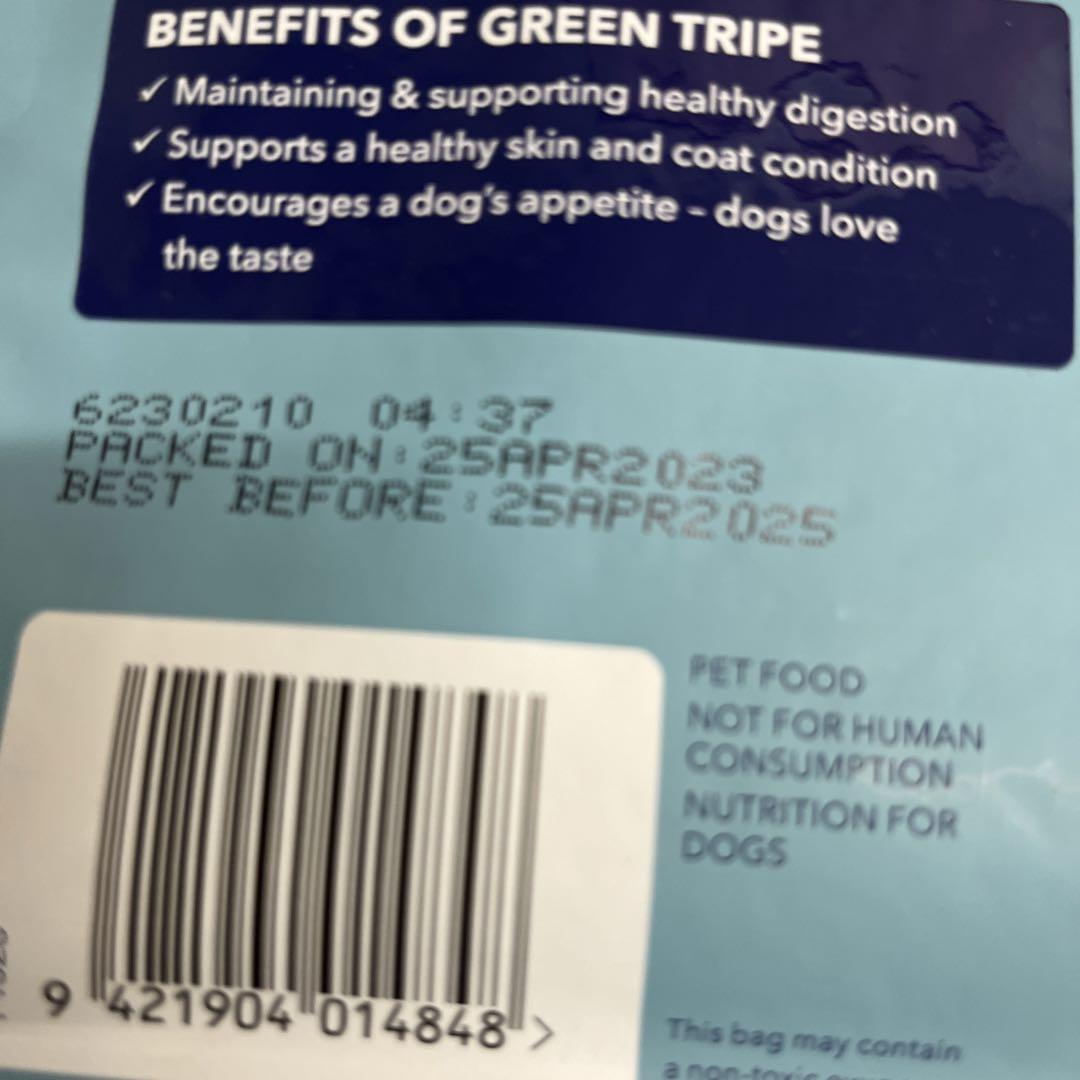 BENEFITS OF GREEN TRIPE
✓ Maintaining & supporting healthy digestion
✓ Supports a healthy skin and coat condition
✓ Encourages a dog's appetite – dogs love
the taste
6230210 04:37
PACKED ON:25APR2023
BEST BEFORE:25APR2025
PET FOOD
NOT FOR HUMAN
CONSUMPTION
NUTRITION FOR
DOGS
9 421904 014848 >
This bag may contain
a non-toxic